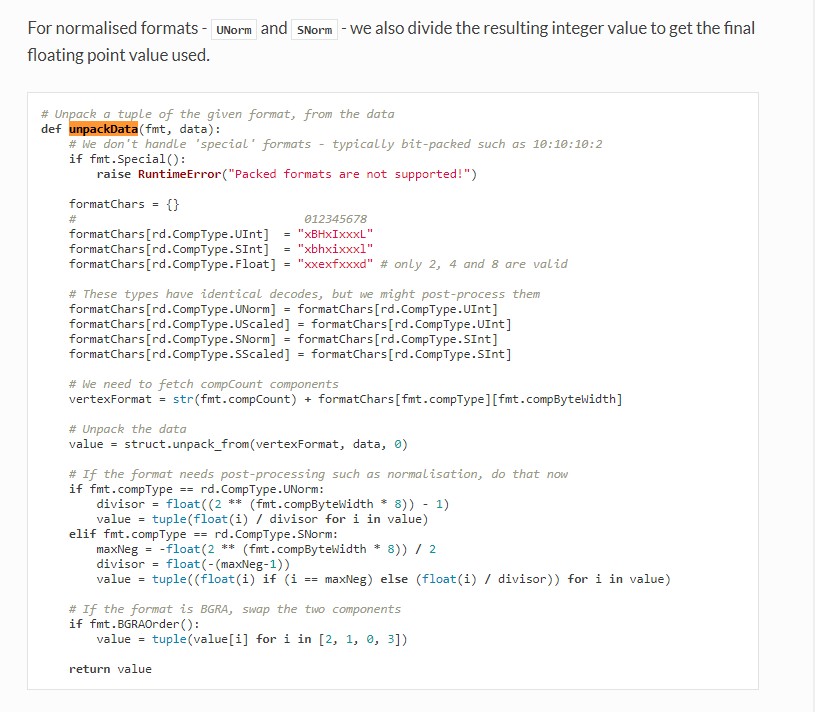 For normalised formats - UNorm and SNorm - we also divide the resulting integer value to get the final
floating point value used.
# Unpack a tuple of the given format, from the data
def unpackData(fmt, data):
    # We don't handle 'special' formats - typically bit-packed such as 10:10:10:2
    if fmt.Special():
        raise RuntimeError("Packed formats are not supported!")

    formatChars = {}
    #                                 012345678
    formatChars[rd.CompType.UInt]  = "xBHxIxxxL"
    formatChars[rd.CompType.SInt]  = "xbhxixxxl"
    formatChars[rd.CompType.Float] = "xxexfxxxd" # only 2, 4 and 8 are valid

    # These types have identical decodes, but we might post-process them
    formatChars[rd.CompType.UNorm] = formatChars[rd.CompType.UInt]
    formatChars[rd.CompType.UScaled] = formatChars[rd.CompType.UInt]
    formatChars[rd.CompType.SNorm] = formatChars[rd.CompType.SInt]
    formatChars[rd.CompType.SScaled] = formatChars[rd.CompType.SInt]

    # We need to fetch compCount components
    vertexFormat = str(fmt.compCount) + formatChars[fmt.compType][fmt.compByteWidth]

    # Unpack the data
    value = struct.unpack_from(vertexFormat, data, 0)

    # If the format needs post-processing such as normalisation, do that now
    if fmt.compType == rd.CompType.UNorm:
        divisor = float((2 ** (fmt.compByteWidth * 8)) - 1)
        value = tuple(float(i) / divisor for i in value)
    elif fmt.compType == rd.CompType.SNorm:
        maxNeg = -float(2 ** (fmt.compByteWidth * 8)) / 2
        divisor = float(-(maxNeg-1))
        value = tuple((float(i) if (i == maxNeg) else (float(i) / divisor)) for i in value)

    # If the format is BGRA, swap the two components
    if fmt.BGRAOrder():
        value = tuple(value[i] for i in [2, 1, 0, 3])

    return value